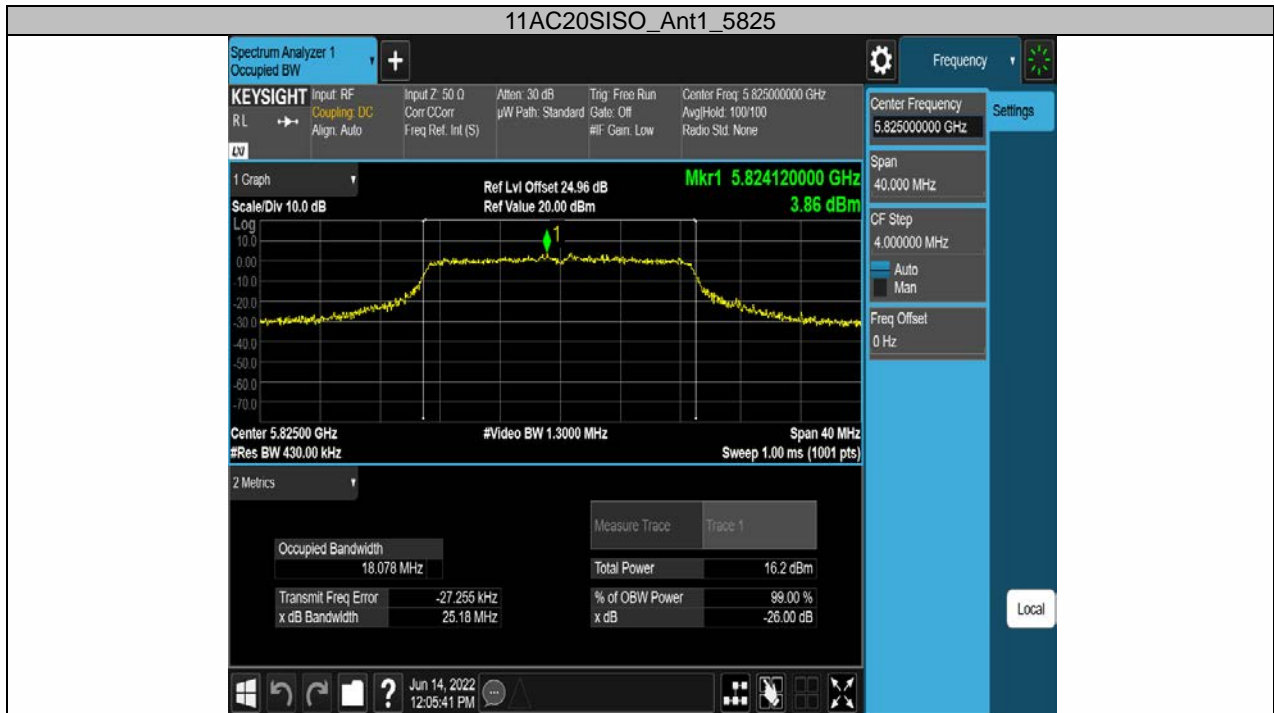 11AC20SISO_Ant1_5825
Spectrum Analyzer 1
Occupied BW
+
Frequency
KEYSIGHT
RL
LXI
Input: RF
Coupling: DC
Align: Auto
Input Z: 50 Ω
Corr CCorr
Freq Ref: Int (S)
Atten: 30 dB
µW Path: Standard
Trig: Free Run
Gate: Off
#IF Gain: Low
Center Freq: 5.825000000 GHz
Avg|Hold: 100/100
Radio Std: None
Center Frequency
5.825000000 GHz
Settings
Span
40.000 MHz
CF Step
4.000000 MHz
Auto
Man
Freq Offset
0 Hz
Local
1 Graph
Scale/Div 10.0 dB
Ref Lvl Offset 24.96 dB
Ref Value 20.00 dBm
Mkr1 5.824120000 GHz
3.86 dBm
Log
10.0
0.00
-10.0
-20.0
-30.0
-40.0
-50.0
-60.0
-70.0
1
Center 5.82500 GHz
#Res BW 430.00 kHz
#Video BW 1.3000 MHz
Span 40 MHz
Sweep 1.00 ms (1001 pts)
2 Metrics
Measure Trace Trace 1
Occupied Bandwidth
18.078 MHz
Total Power 16.2 dBm
Transmit Freq Error -27.255 kHz
% of OBW Power 99.00 %
x dB Bandwidth 25.18 MHz
x dB -26.00 dB
?
Jun 14, 2022
12:05:41 PM